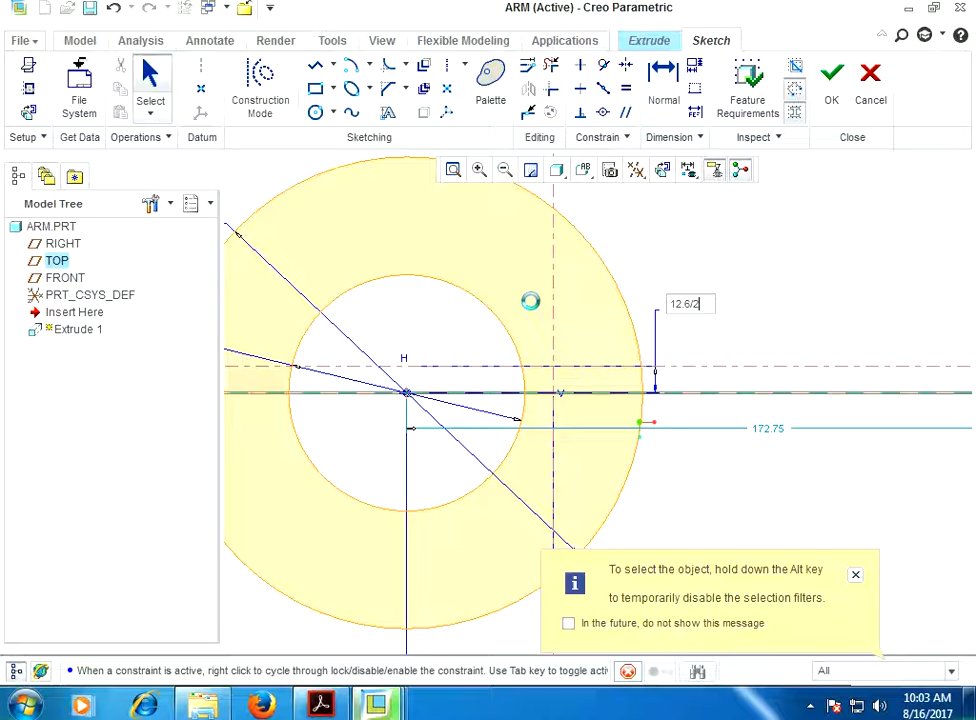 ARM (Active) - Creo Parametric
File
Model
Analysis
Annotate
Render
Tools
View
Flexible Modeling
Applications
Extrude
Sketch
File
System
Select
Construction
Mode
Palette
Normal
Feature
Requirements
OK
Cancel
Setup
Get Data
Operations
Datum
Sketching
Editing
Constrain
Dimension
Inspect
Close
Model Tree
ARM.PRT
RIGHT
TOP
FRONT
PRT_CSYS_DEF
Insert Here
Extrude 1
12.6/2
H
V
172.75
To select the object, hold down the Alt key
to temporarily disable the selection filters.
In the future, do not show this message
When a constraint is active, right click to cycle through lock/disable/enable the constraint. Use Tab key to toggle acti
All
10:03 AM
8/16/2017